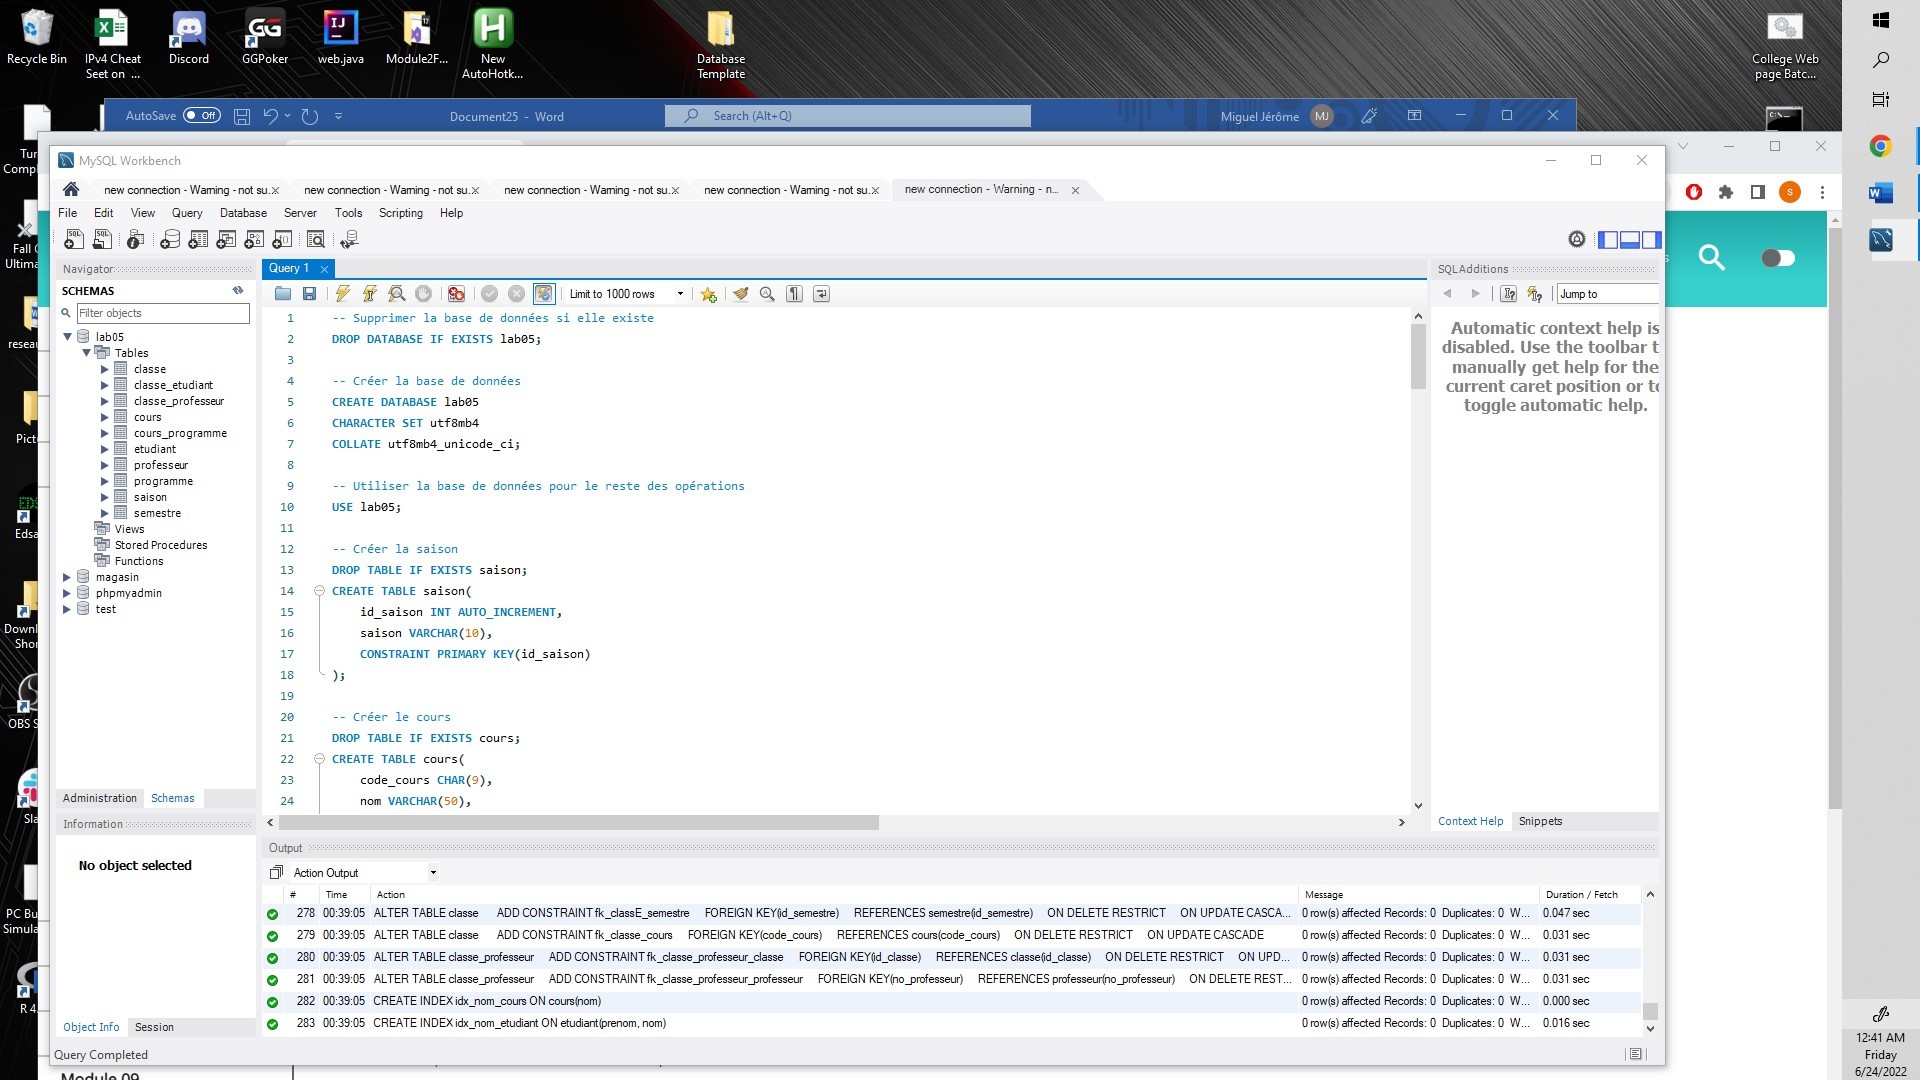 Recycle Bin
IPv4 Cheat
Seet on ...
Discord
GGPoker
web.java
Module2F...
New
AutoHotk...
Database
Template
College Web
page Batc...
AutoSave
Off
Document25 - Word
Search (Alt+Q)
Miguel Jérôme
MJ
MySQL Workbench
new connection - Warning - not su...
new connection - Warning - not su...
new connection - Warning - not su...
new connection - Warning - not su...
new connection - Warning - n...
File Edit View Query Database Server Tools Scripting Help
Navigator
SCHEMAS
Filter objects
lab05
Tables
classe
classe_etudiant
classe_professeur
cours
cours_programme
etudiant
professeur
programme
saison
semestre
Views
Stored Procedures
Functions
magasin
phpmyadmin
test
Administration Schemas
Information
No object selected
Object Info Session
Query Completed
Query 1
Limit to 1000 rows
1 -- Supprimer la base de données si elle existe
2 DROP DATABASE IF EXISTS lab05;
3
4 -- Créer la base de données
5 CREATE DATABASE lab05
6 CHARACTER SET utf8mb4
7 COLLATE utf8mb4_unicode_ci;
8
9 -- Utiliser la base de données pour le reste des opérations
10 USE lab05;
11
12 -- Créer la saison
13 DROP TABLE IF EXISTS saison;
14 CREATE TABLE saison(
15 id_saison INT AUTO_INCREMENT,
16 saison VARCHAR(10),
17 CONSTRAINT PRIMARY KEY(id_saison)
18 );
19
20 -- Créer le cours
21 DROP TABLE IF EXISTS cours;
22 CREATE TABLE cours(
23 code_cours CHAR(9),
24 nom VARCHAR(50),
SQLAdditions
Jump to
Automatic context help is
disabled. Use the toolbar t
manually get help for the
current caret position or to
toggle automatic help.
Context Help Snippets
Output
Action Output
# Time Action Message Duration / Fetch
278 00:39:05 ALTER TABLE classe ADD CONSTRAINT fk_classE_semestre FOREIGN KEY(id_semestre) REFERENCES semestre(id_semestre) ON DELETE RESTRICT ON UPDATE CASCA... 0 row(s) affected Records: 0 Duplicates: 0 W... 0.047 sec
279 00:39:05 ALTER TABLE classe ADD CONSTRAINT fk_classe_cours FOREIGN KEY(code_cours) REFERENCES cours(code_cours) ON DELETE RESTRICT ON UPDATE CASCADE 0 row(s) affected Records: 0 Duplicates: 0 W... 0.031 sec
280 00:39:05 ALTER TABLE classe_professeur ADD CONSTRAINT fk_classe_professeur_classe FOREIGN KEY(id_classe) REFERENCES classe(id_classe) ON DELETE RESTRICT ON UPD... 0 row(s) affected Records: 0 Duplicates: 0 W... 0.031 sec
281 00:39:05 ALTER TABLE classe_professeur ADD CONSTRAINT fk_classe_professeur_professeur FOREIGN KEY(no_professeur) REFERENCES professeur(no_professeur) ON DELETE REST... 0 row(s) affected Records: 0 Duplicates: 0 W... 0.031 sec
282 00:39:05 CREATE INDEX idx_nom_cours ON cours(nom) 0 row(s) affected Records: 0 Duplicates: 0 W... 0.000 sec
283 00:39:05 CREATE INDEX idx_nom_etudiant ON etudiant(prenom, nom) 0 row(s) affected Records: 0 Duplicates: 0 W... 0.016 sec
Tur
Compl
Fall
Ultima
reseau
Pict
Edsa
Downl
Shor
OBS S
Sla
PC Bu
Simula
R 4.
S
Module 09
12:41 AM
Friday
6/24/2022